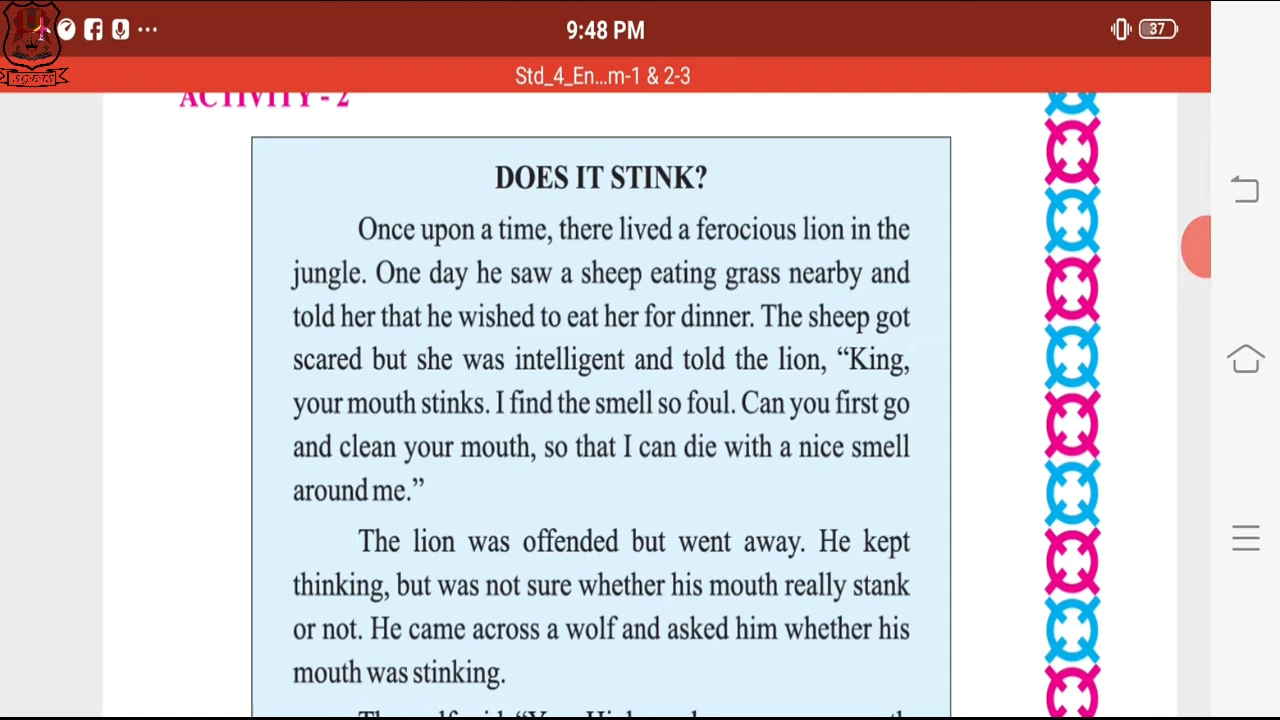 9:48 PM
37
Std_4_En...m-1 & 2-3
ACTIVITY - 2
DOES IT STINK?
Once upon a time, there lived a ferocious lion in the
jungle. One day he saw a sheep eating grass nearby and
told her that he wished to eat her for dinner. The sheep got
scared but she was intelligent and told the lion, “King,
your mouth stinks. I find the smell so foul. Can you first go
and clean your mouth, so that I can die with a nice smell
around me.”
The lion was offended but went away. He kept
thinking, but was not sure whether his mouth really stank
or not. He came across a wolf and asked him whether his
mouth was stinking.